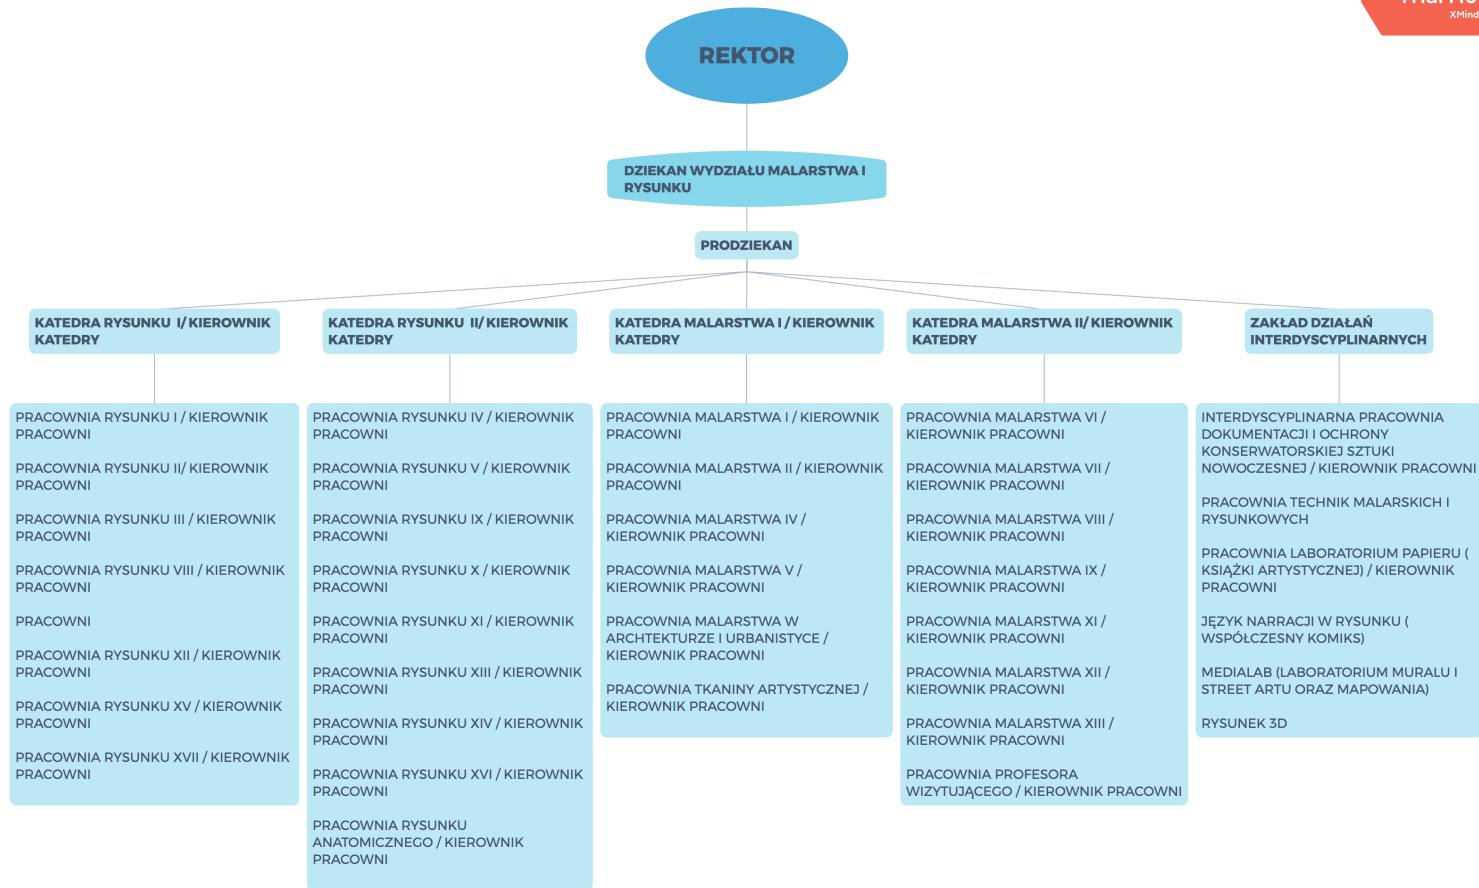 XMind
REKTOR
DZIEKAN WYDZIAŁU MALARSTWA I
RYSUNKU
PRODZIEKAN
KATEDRA RYSUNKU I/ KIEROWNIK
KATEDRY
PRACOWNIA RYSUNKU I / KIEROWNIK
PRACOWNI
PRACOWNIA RYSUNKU II/ KIEROWNIK
PRACOWNI
PRACOWNIA RYSUNKU III / KIEROWNIK
PRACOWNI
PRACOWNIA RYSUNKU VIII / KIEROWNIK
PRACOWNI
PRACOWNI
PRACOWNIA RYSUNKU XII / KIEROWNIK
PRACOWNI
PRACOWNIA RYSUNKU XV / KIEROWNIK
PRACOWNI
PRACOWNIA RYSUNKU XVII / KIEROWNIK
PRACOWNI
KATEDRA RYSUNKU II/ KIEROWNIK
KATEDRY
PRACOWNIA RYSUNKU IV / KIEROWNIK
PRACOWNI
PRACOWNIA RYSUNKU V / KIEROWNIK
PRACOWNI
PRACOWNIA RYSUNKU IX / KIEROWNIK
PRACOWNI
PRACOWNIA RYSUNKU X / KIEROWNIK
PRACOWNI
PRACOWNIA RYSUNKU XI / KIEROWNIK
PRACOWNI
PRACOWNIA RYSUNKU XIII / KIEROWNIK
PRACOWNI
PRACOWNIA RYSUNKU XIV / KIEROWNIK
PRACOWNI
PRACOWNIA RYSUNKU XVI / KIEROWNIK
PRACOWNI
PRACOWNIA RYSUNKU
ANATOMICZNEGO / KIEROWNIK
PRACOWNI
KATEDRA MALARSTWA I / KIEROWNIK
KATEDRY
PRACOWNIA MALARSTWA I / KIEROWNIK
PRACOWNI
PRACOWNIA MALARSTWA II / KIEROWNIK
PRACOWNI
PRACOWNIA MALARSTWA IV /
KIEROWNIK PRACOWNI
PRACOWNIA MALARSTWA V /
KIEROWNIK PRACOWNI
PRACOWNIA MALARSTWA W
ARCHTEKTURZE I URBANISTYCE /
KIEROWNIK PRACOWNI
PRACOWNIA TKANINY ARTYSTYCZNEJ /
KIEROWNIK PRACOWNI
KATEDRA MALARSTWA II/ KIEROWNIK
KATEDRY
PRACOWNIA MALARSTWA VI /
KIEROWNIK PRACOWNI
PRACOWNIA MALARSTWA VII /
KIEROWNIK PRACOWNI
PRACOWNIA MALARSTWA VIII /
KIEROWNIK PRACOWNI
PRACOWNIA MALARSTWA IX /
KIEROWNIK PRACOWNI
PRACOWNIA MALARSTWA XI /
KIEROWNIK PRACOWNI
PRACOWNIA MALARSTWA XII /
KIEROWNIK PRACOWNI
PRACOWNIA MALARSTWA XIII /
KIEROWNIK PRACOWNI
PRACOWNIA PROFESORA
WIZYTUJĄCEGO / KIEROWNIK PRACOWNI
ZAKŁAD DZIAŁAŃ
INTERDYSCYPLINARNYCH
INTERDYSCYPLINARNA PRACOWNIA
DOKUMENTACJI I OCHRONY
KONSERWATORSKIEJ SZTUKI
NOWOCZESNEJ / KIEROWNIK PRACOWNI
PRACOWNIA TECHNIK MALARSKICH I
RYSUNKOWYCH
PRACOWNIA LABORATORIUM PAPIERU (
KSIĄŻKI ARTYSTYCZNEJ) / KIEROWNIK
PRACOWNI
JĘZYK NARRACJI W RYSUNKU (
WSPÓŁCZESNY KOMIKS)
MEDIALAB (LABORATORIUM MURALU I
STREET ARTU ORAZ MAPOWANIA)
RYSUNEK 3D